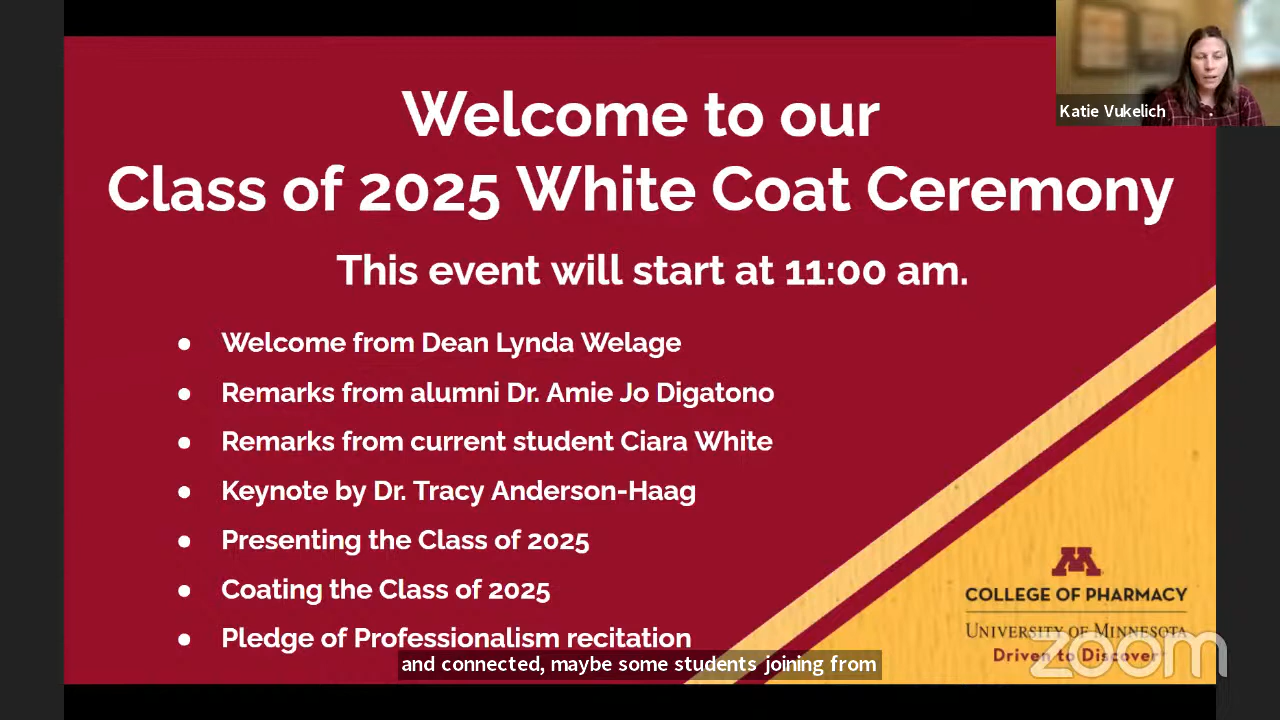 Katie Vukelich
Welcome to our
Class of 2025 White Coat Ceremony
This event will start at 11:00 am.
● Welcome from Dean Lynda Welage
● Remarks from alumni Dr. Amie Jo Digatono
● Remarks from current student Ciara White
● Keynote by Dr. Tracy Anderson-Haag
● Presenting the Class of 2025
● Coating the Class of 2025
● Pledge of Professionalism recitation
M
COLLEGE OF PHARMACY
UNIVERSITY OF MINNESOTA
Driven to Discover
zoom
and connected, maybe some students joining from